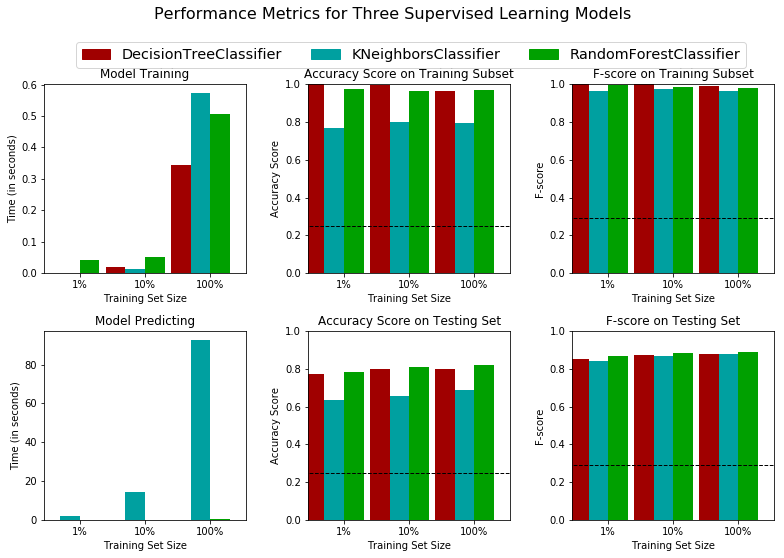 Performance Metrics for Three Supervised Learning Models
DecisionTreeClassifier KNeighborsClassifier RandomForestClassifier
Model Training
0.6
0.5
0.4
0.3
0.2
0.1
0.0
Time (in seconds)
1% 10% 100%
Training Set Size
Accuracy Score on Training Subset
1.0
0.8
0.6
0.4
0.2
0.0
Accuracy Score
1% 10% 100%
Training Set Size
F-score on Training Subset
1.0
0.8
0.6
0.4
0.2
0.0
F-score
1% 10% 100%
Training Set Size
Model Predicting
80
60
40
20
0
Time (in seconds)
1% 10% 100%
Training Set Size
Accuracy Score on Testing Set
1.0
0.8
0.6
0.4
0.2
0.0
Accuracy Score
1% 10% 100%
Training Set Size
F-score on Testing Set
1.0
0.8
0.6
0.4
0.2
0.0
F-score
1% 10% 100%
Training Set Size